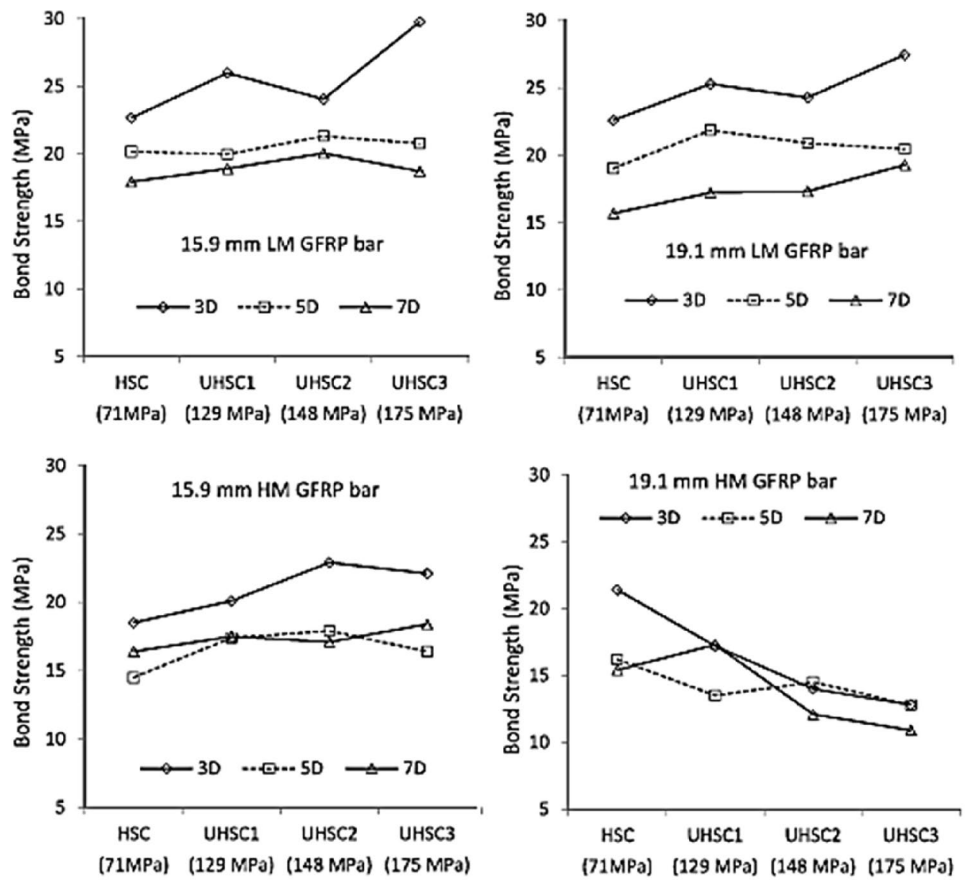 30
25
20
15
10
5
Bond Strength (MPa)
15.9 mm LM GFRP bar
3D 5D 7D
HSC UHSC1 UHSC2 UHSC3
(71MPa) (129 MPa) (148 MPa) (175 MPa)
30
25
20
15
10
5
Bond Strength (MPa)
19.1 mm LM GFRP bar
3D 5D 7D
HSC UHSC1 UHSC2 UHSC3
(71MPa) (129 MPa) (148 MPa) (175 MPa)
30
25
20
15
10
5
Bond Strength (MPa)
15.9 mm HM GFRP bar
3D 5D 7D
HSC UHSC1 UHSC2 UHSC3
(71MPa) (129 MPa) (148 MPa) (175 MPa)
30
25
20
15
10
5
Bond Strength (MPa)
19.1 mm HM GFRP bar
3D 5D 7D
HSC UHSC1 UHSC2 UHSC3
(71MPa) (129 MPa) (148 MPa) (175 MPa)